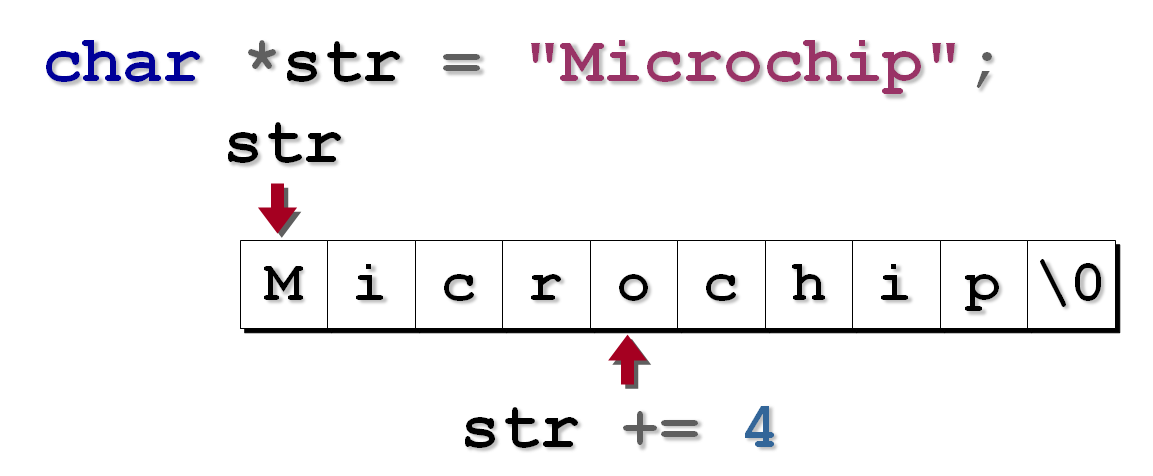 char *str = "Microchip";
str
M i c r o c h i p \0
str += 4